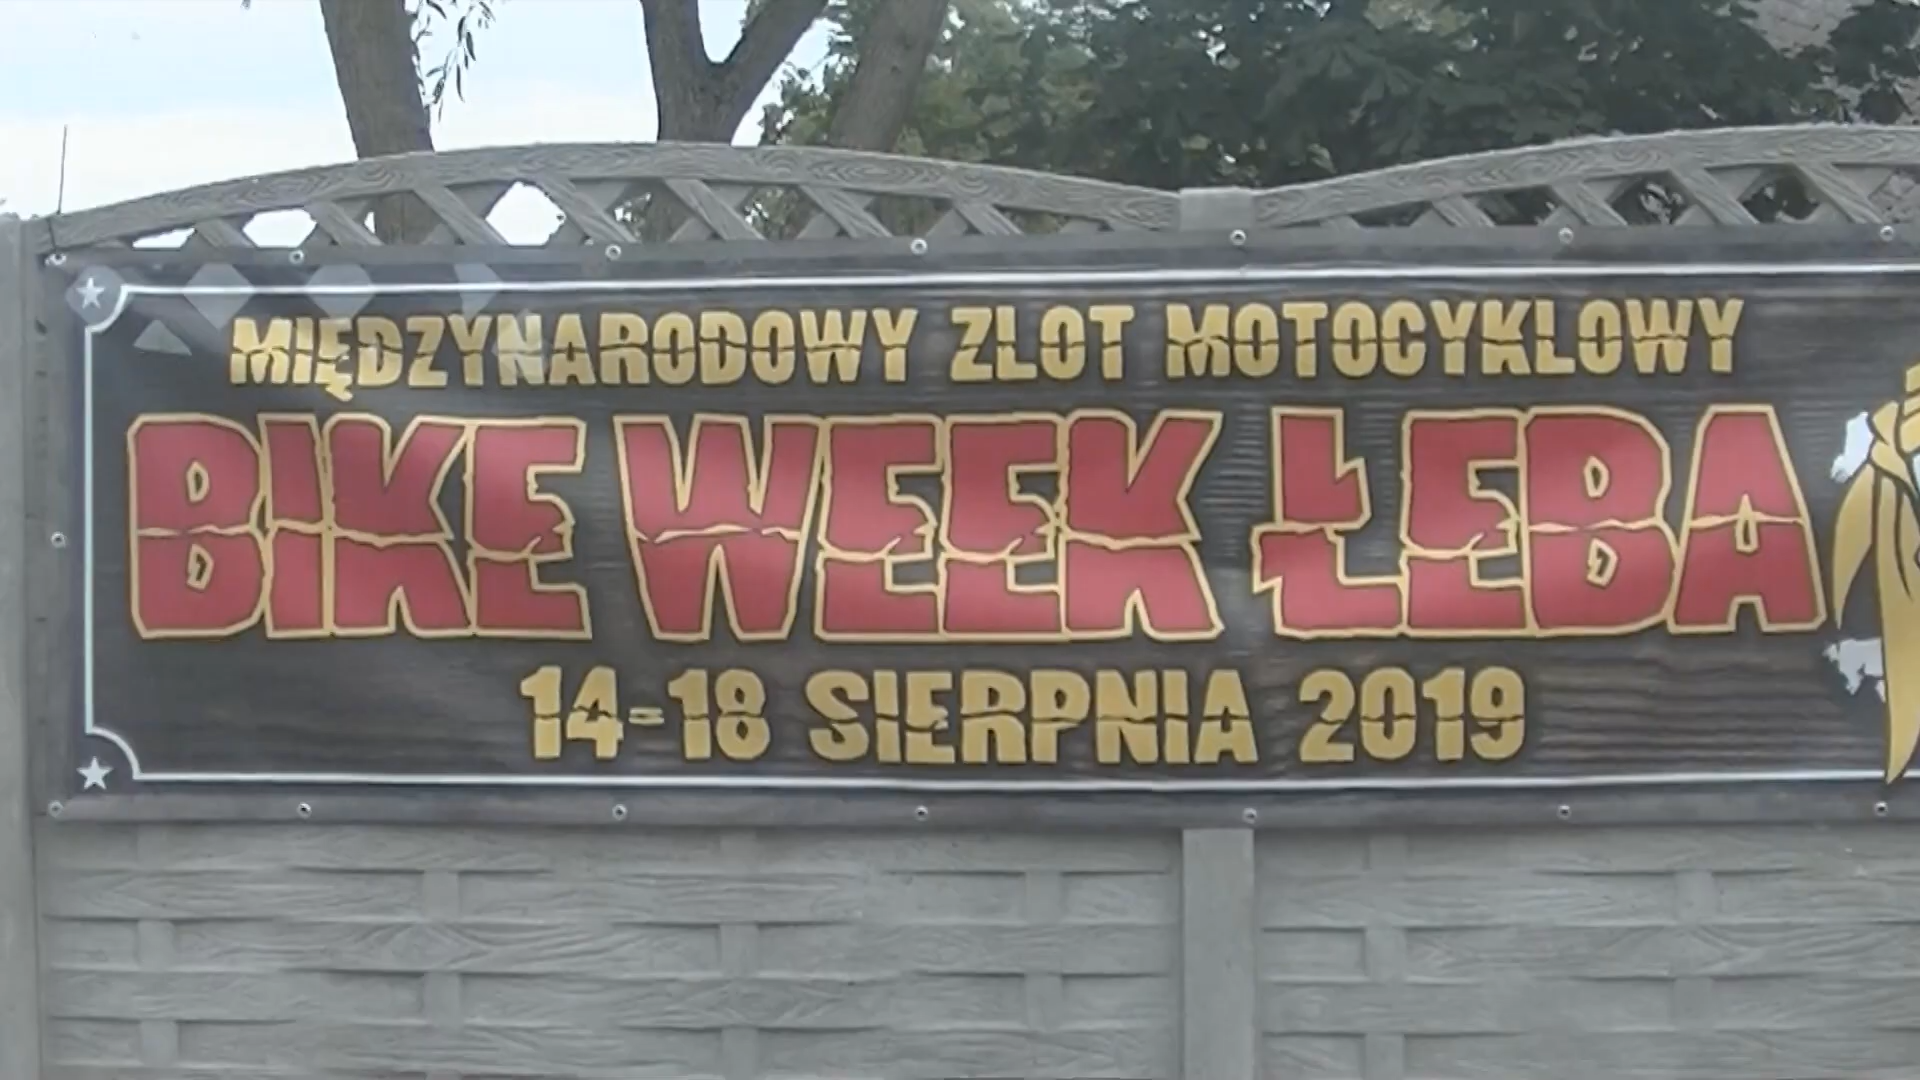 MIĘDZYNARODOWY ZLOT MOTOCYKLOWY
BIKE WEEK ŁEBA
14-18 SIERPNIA 2019